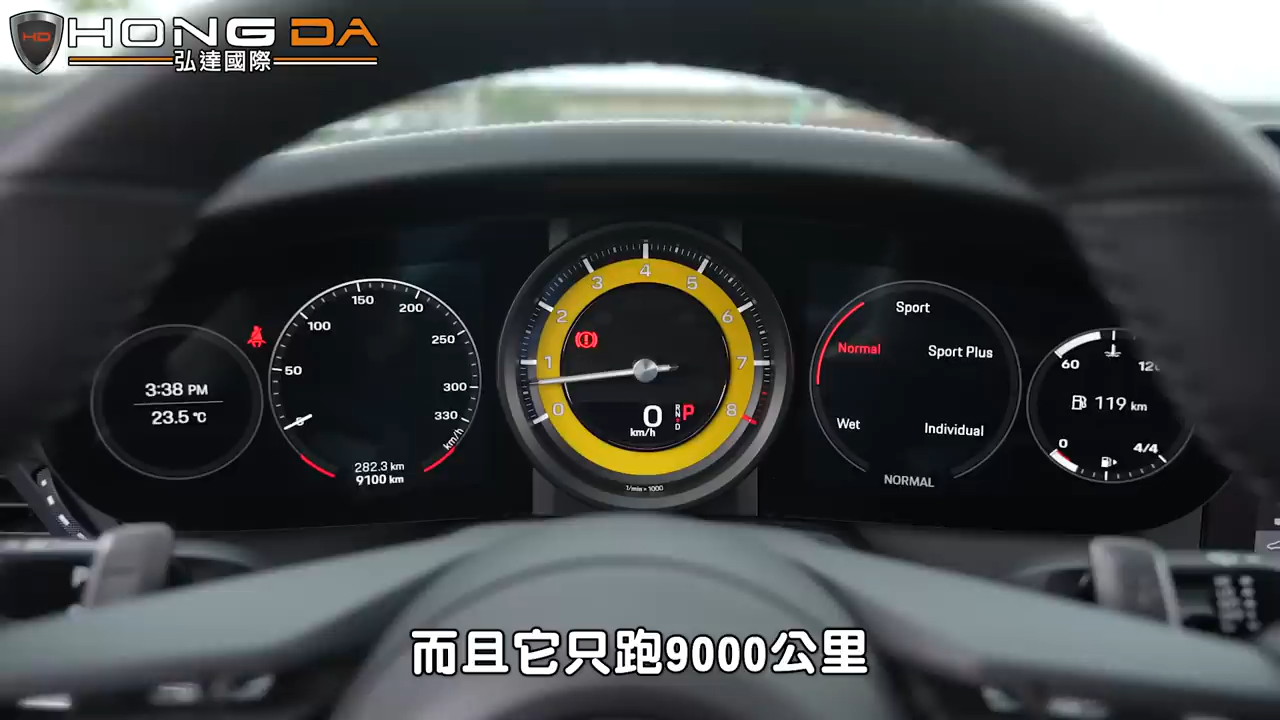 HD
HONG DA
弘達國際
3:38 PM
23.5 °C
0
50
100
150
200
250
300
330
km/h
282.3 km
9100 km
0
1
2
3
4
5
6
7
8
0
km/h
R
N
D
P
1/min × 1000
Sport
Normal
Sport Plus
Wet
Individual
NORMAL
60
119 km
0
4/4
而且它只跑9000公里